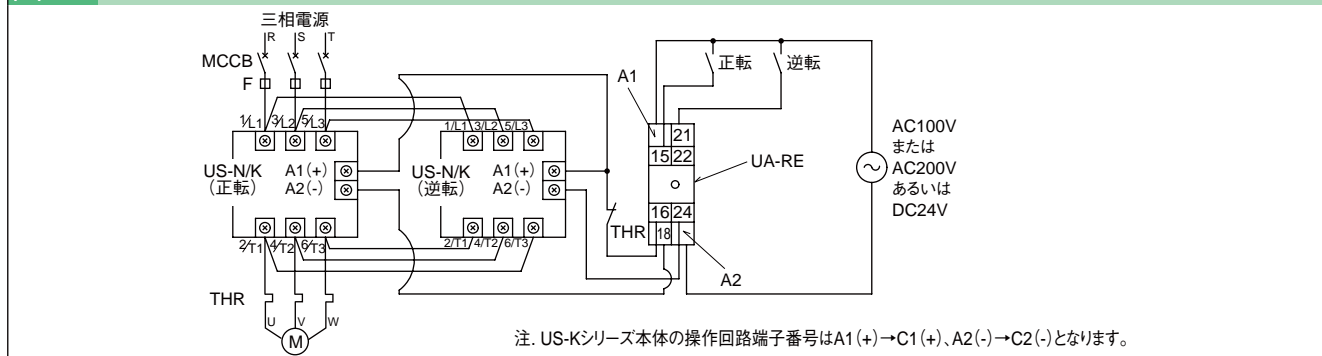 三相電源
R S T
MCCB
F
1/L1 3/L2 5/L3
US-N/K
(正転)
A1(+)
A2(-)
2/T1 4/T2 6/T3
THR
U V W
M
1/L1 3/L2 5/L3
US-N/K
(逆転)
A1(+)
A2(-)
2/T1 4/T2 6/T3
THR
正転 逆転
A1
21
15 22
UA-RE
16 24
18
A2
AC100V
または
AC200V
あるいは
DC24V
注. US-Kシリーズ本体の操作回路端子番号はA1(+)→C1(+)、A2(-)→C2(-)となります。